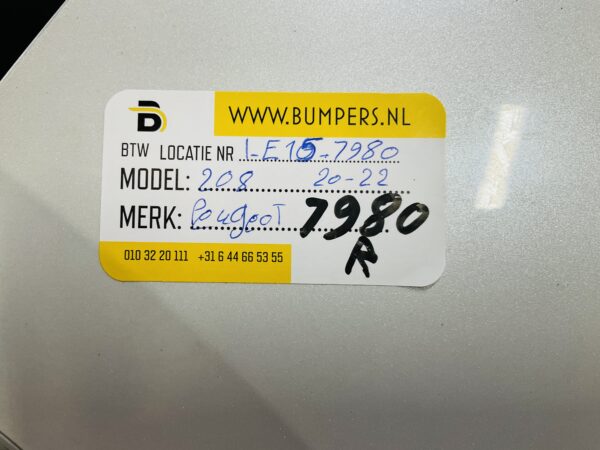 B
WWW.BUMPERS.NL
BTW LOCATIE NR 1-E15-7980
MODEL: 208 20-22
MERK: Peugeot 7980
R
010 32 20 111 +31 6 44 66 53 55